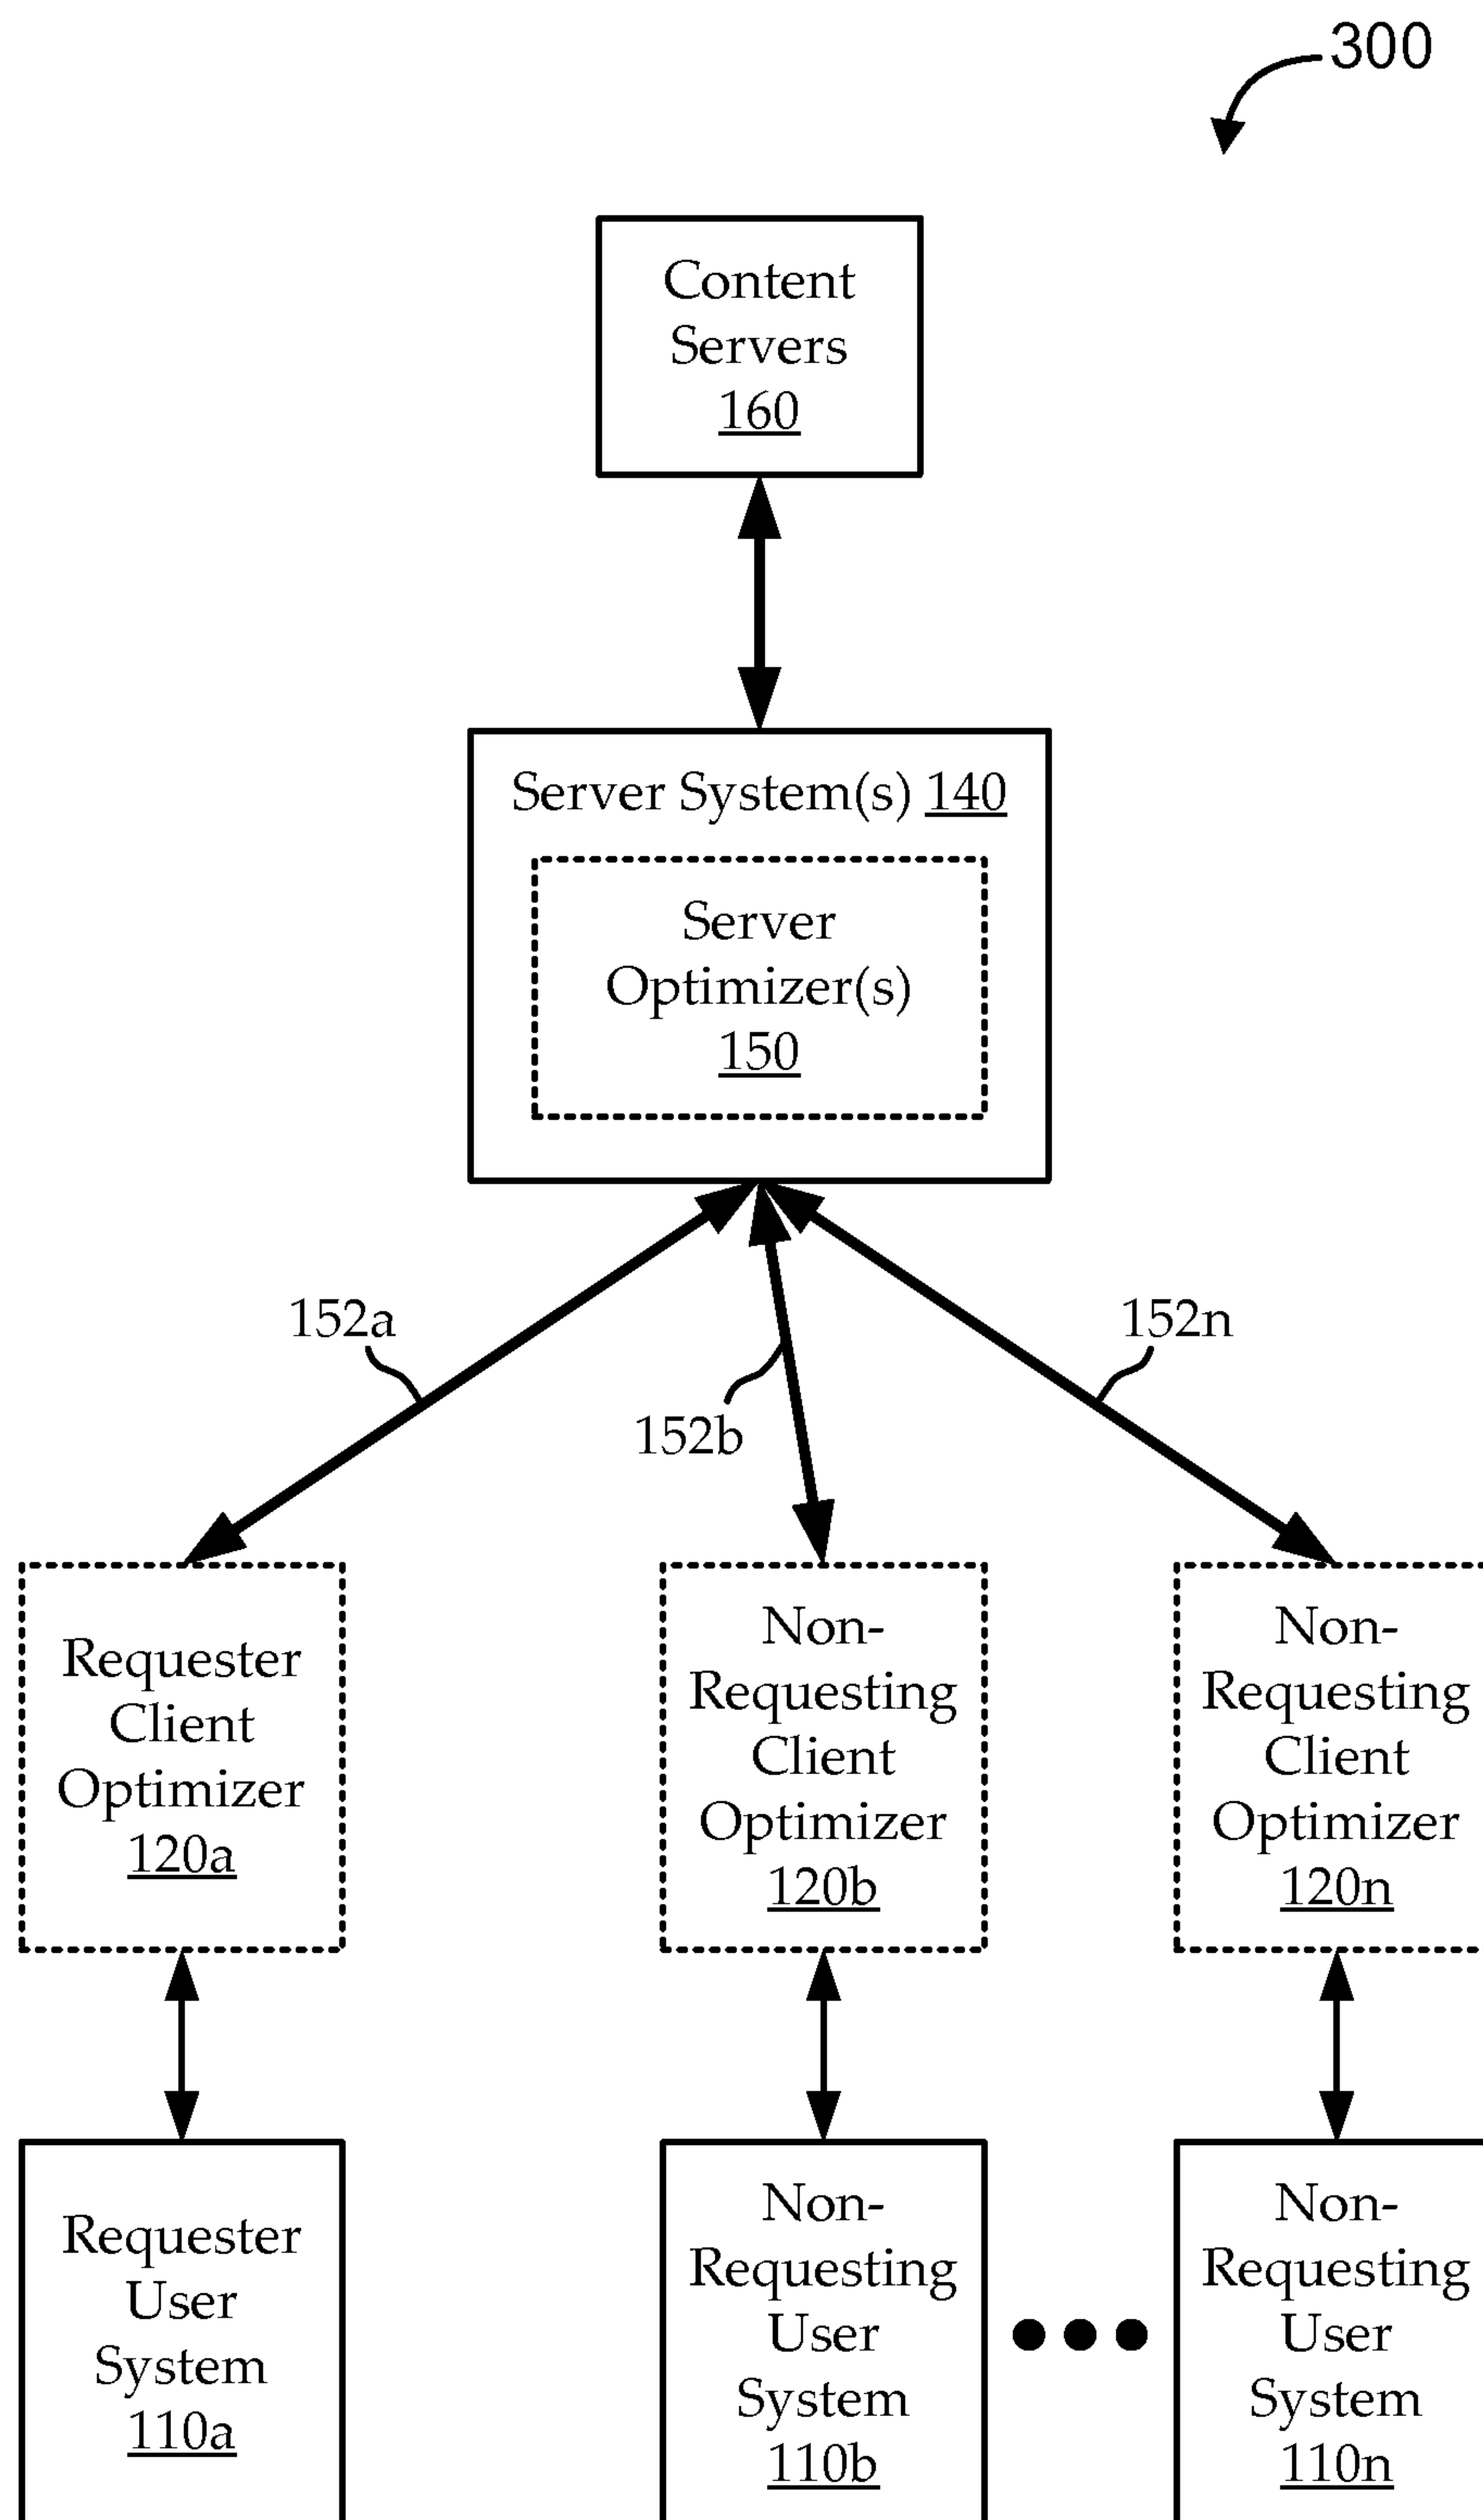 300
Content
Servers
160
Server System(s) 140
Server
Optimizer(s)
150
152a
152b
152n
Requester
Client
Optimizer
120a
Non-
Requesting
Client
Optimizer
120b
Non-
Requesting
Client
Optimizer
120n
Requester
User
System
110a
Non-
Requesting
User
System
110b
Non-
Requesting
User
System
110n